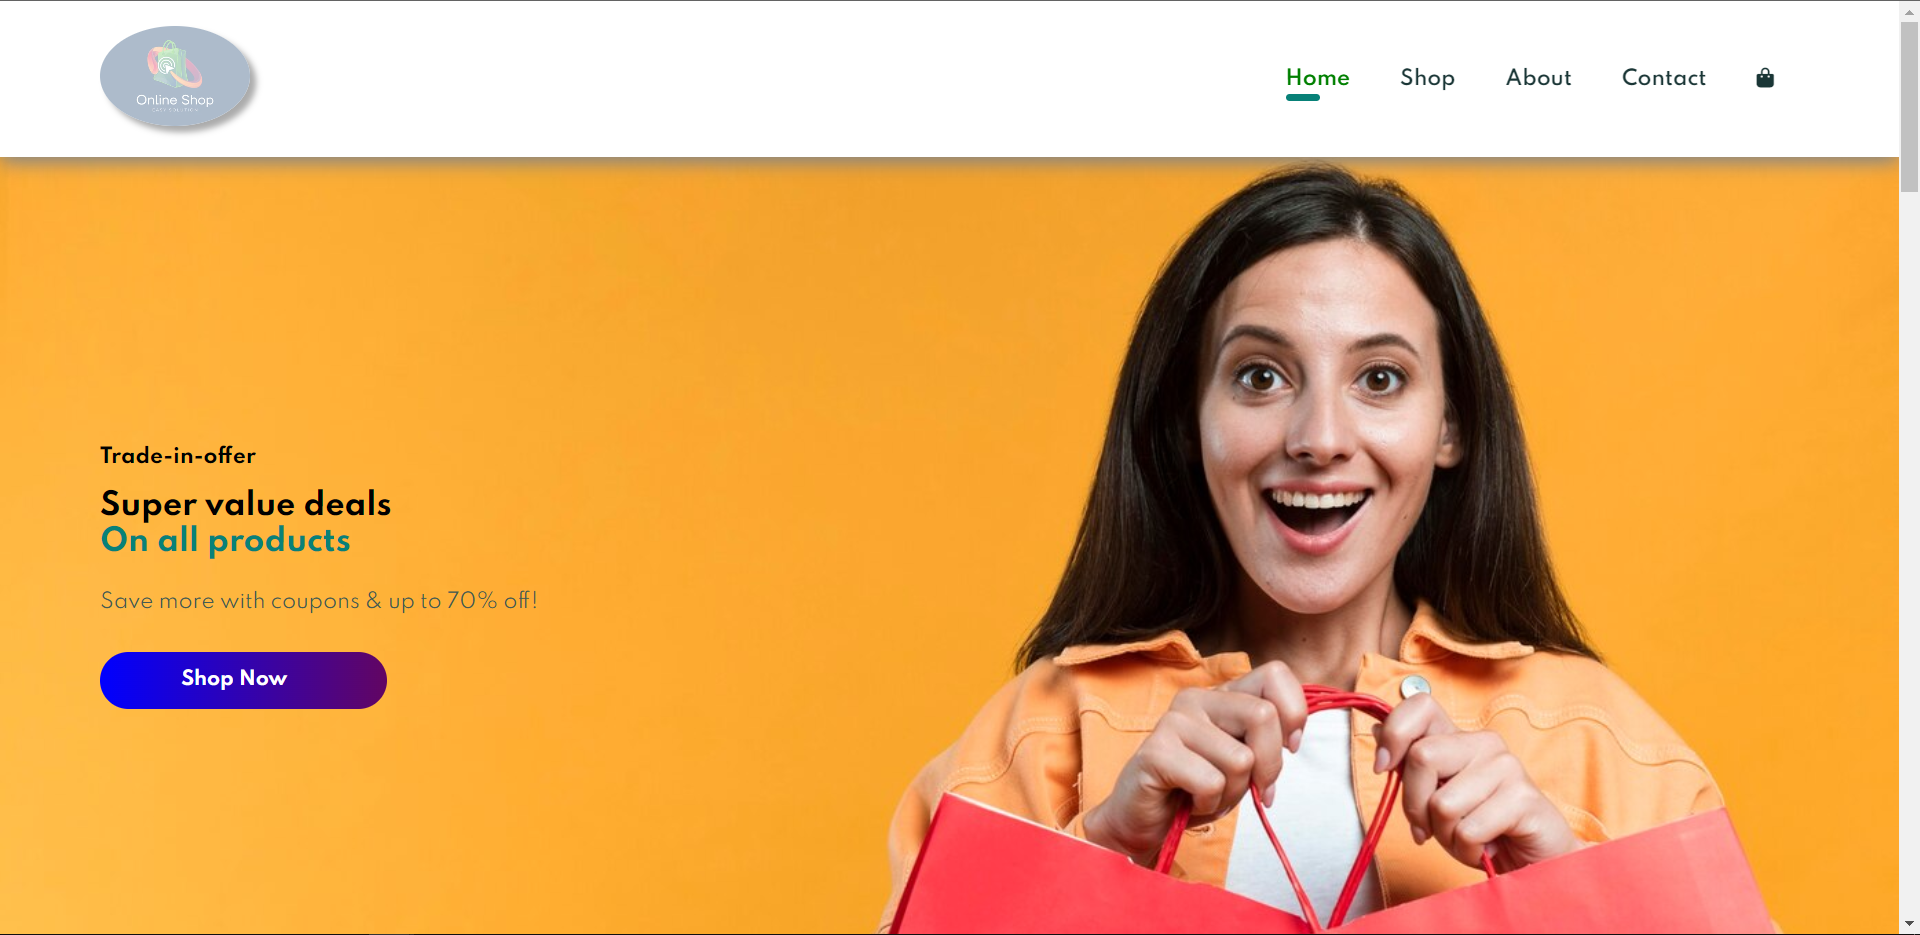 Online Shop
Home
Shop
About
Contact
Trade-in-offer
Super value deals
On all products
Save more with coupons & up to 70% off!
Shop Now